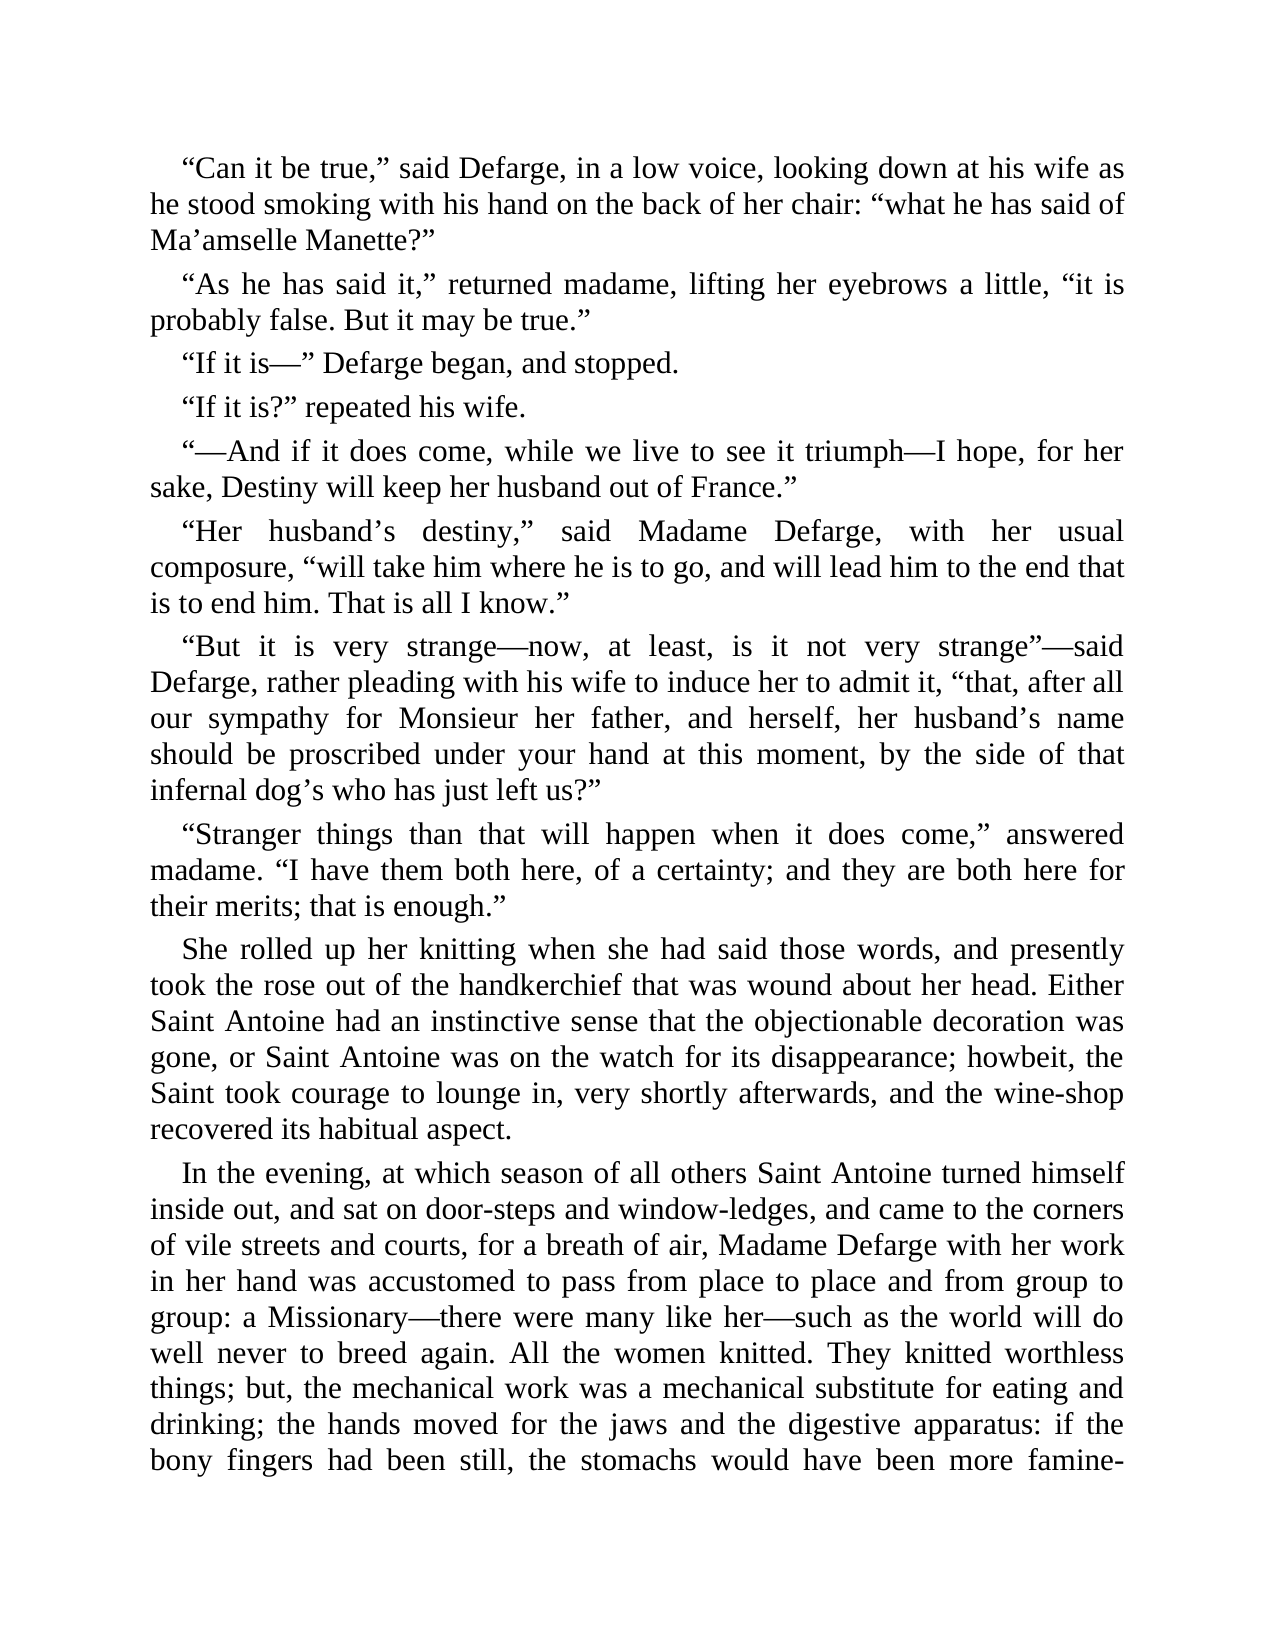 “Can it be true,” said Defarge, in a low voice, looking down at his wife as
he stood smoking with his hand on the back of her chair: “what he has said of
Ma’amselle Manette?”
“As he has said it,” returned madame, lifting her eyebrows a little, “it is
probably false. But it may be true.”
“If it is—” Defarge began, and stopped.
“If it is?” repeated his wife.
“—And if it does come, while we live to see it triumph—I hope, for her
sake, Destiny will keep her husband out of France.”
“Her husband’s destiny,” said Madame Defarge, with her usual
composure, “will take him where he is to go, and will lead him to the end that
is to end him. That is all I know.”
“But it is very strange—now, at least, is it not very strange”—said
Defarge, rather pleading with his wife to induce her to admit it, “that, after all
our sympathy for Monsieur her father, and herself, her husband’s name
should be proscribed under your hand at this moment, by the side of that
infernal dog’s who has just left us?”
“Stranger things than that will happen when it does come,” answered
madame. “I have them both here, of a certainty; and they are both here for
their merits; that is enough.”
She rolled up her knitting when she had said those words, and presently
took the rose out of the handkerchief that was wound about her head. Either
Saint Antoine had an instinctive sense that the objectionable decoration was
gone, or Saint Antoine was on the watch for its disappearance; howbeit, the
Saint took courage to lounge in, very shortly afterwards, and the wine-shop
recovered its habitual aspect.
In the evening, at which season of all others Saint Antoine turned himself
inside out, and sat on door-steps and window-ledges, and came to the corners
of vile streets and courts, for a breath of air, Madame Defarge with her work
in her hand was accustomed to pass from place to place and from group to
group: a Missionary—there were many like her—such as the world will do
well never to breed again. All the women knitted. They knitted worthless
things; but, the mechanical work was a mechanical substitute for eating and
drinking; the hands moved for the jaws and the digestive apparatus: if the
bony fingers had been still, the stomachs would have been more famine-